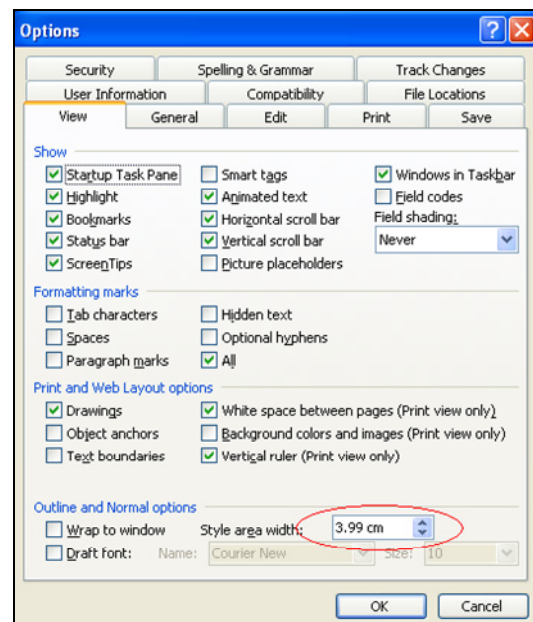 Options
Security Spelling & Grammar Track Changes
User Information Compatibility File Locations
View General Edit Print Save
Show
Startup Task Pane Smart tags Windows in Taskbar
Highlight Animated text Field codes
Bookmarks Horizontal scroll bar Field shading:
Status bar Vertical scroll bar Never
ScreenTips Picture placeholders
Formatting marks
Tab characters Hidden text
Spaces Optional hyphens
Paragraph marks All
Print and Web Layout options
Drawings White space between pages (Print view only)
Object anchors Background colors and images (Print view only)
Text boundaries Vertical ruler (Print view only)
Outline and Normal options
Wrap to window Style area width: 3.99 cm
Draft font: Name: Courier New Size: 10
OK Cancel